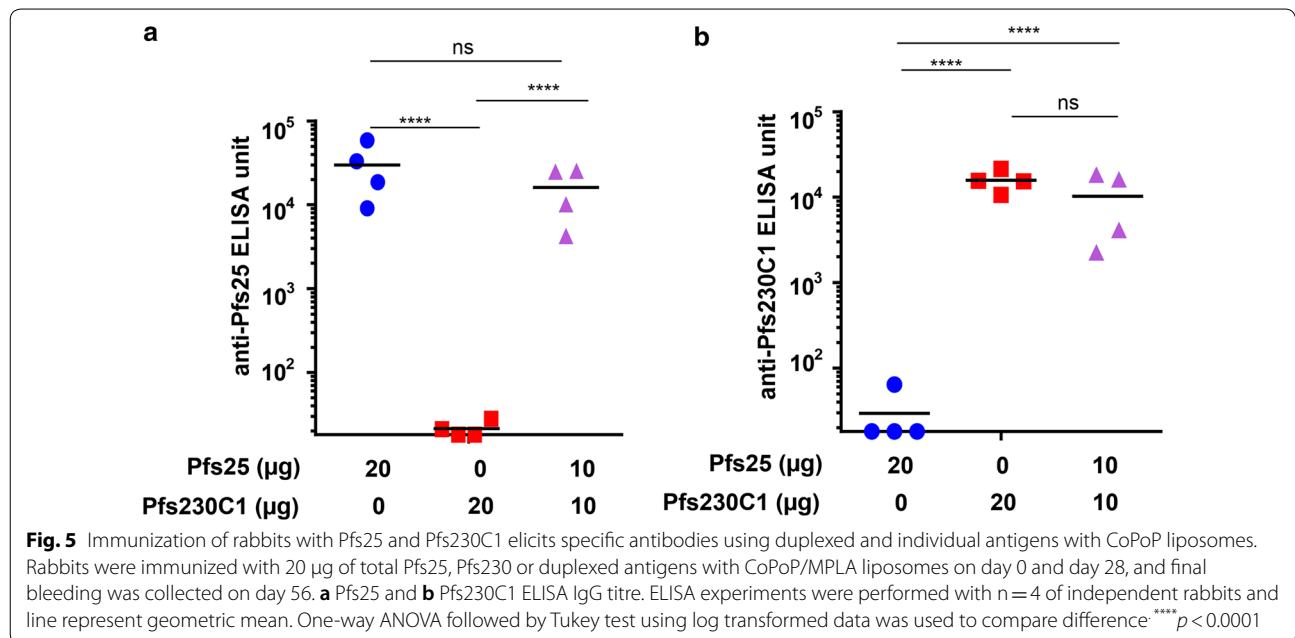 a
ns
****
****
anti-Pfs25 ELISA unit
10^5
10^4
10^3
10^2
Pfs25 (µg) 20 0 10
Pfs230C1 (µg) 0 20 10
b
****
****
ns
anti-Pfs230C1 ELISA unit
10^5
10^4
10^3
10^2
Pfs25 (µg) 20 0 10
Pfs230C1 (µg) 0 20 10
Fig. 5 Immunization of rabbits with Pfs25 and Pfs230C1 elicits specific antibodies using duplexed and individual antigens with CoPoP liposomes.
Rabbits were immunized with 20 µg of total Pfs25, Pfs230 or duplexed antigens with CoPoP/MPLA liposomes on day 0 and day 28, and final
bleeding was collected on day 56. a Pfs25 and b Pfs230C1 ELISA IgG titre. ELISA experiments were performed with n = 4 of independent rabbits and
line represent geometric mean. One-way ANOVA followed by Tukey test using log transformed data was used to compare difference. ****p < 0.0001